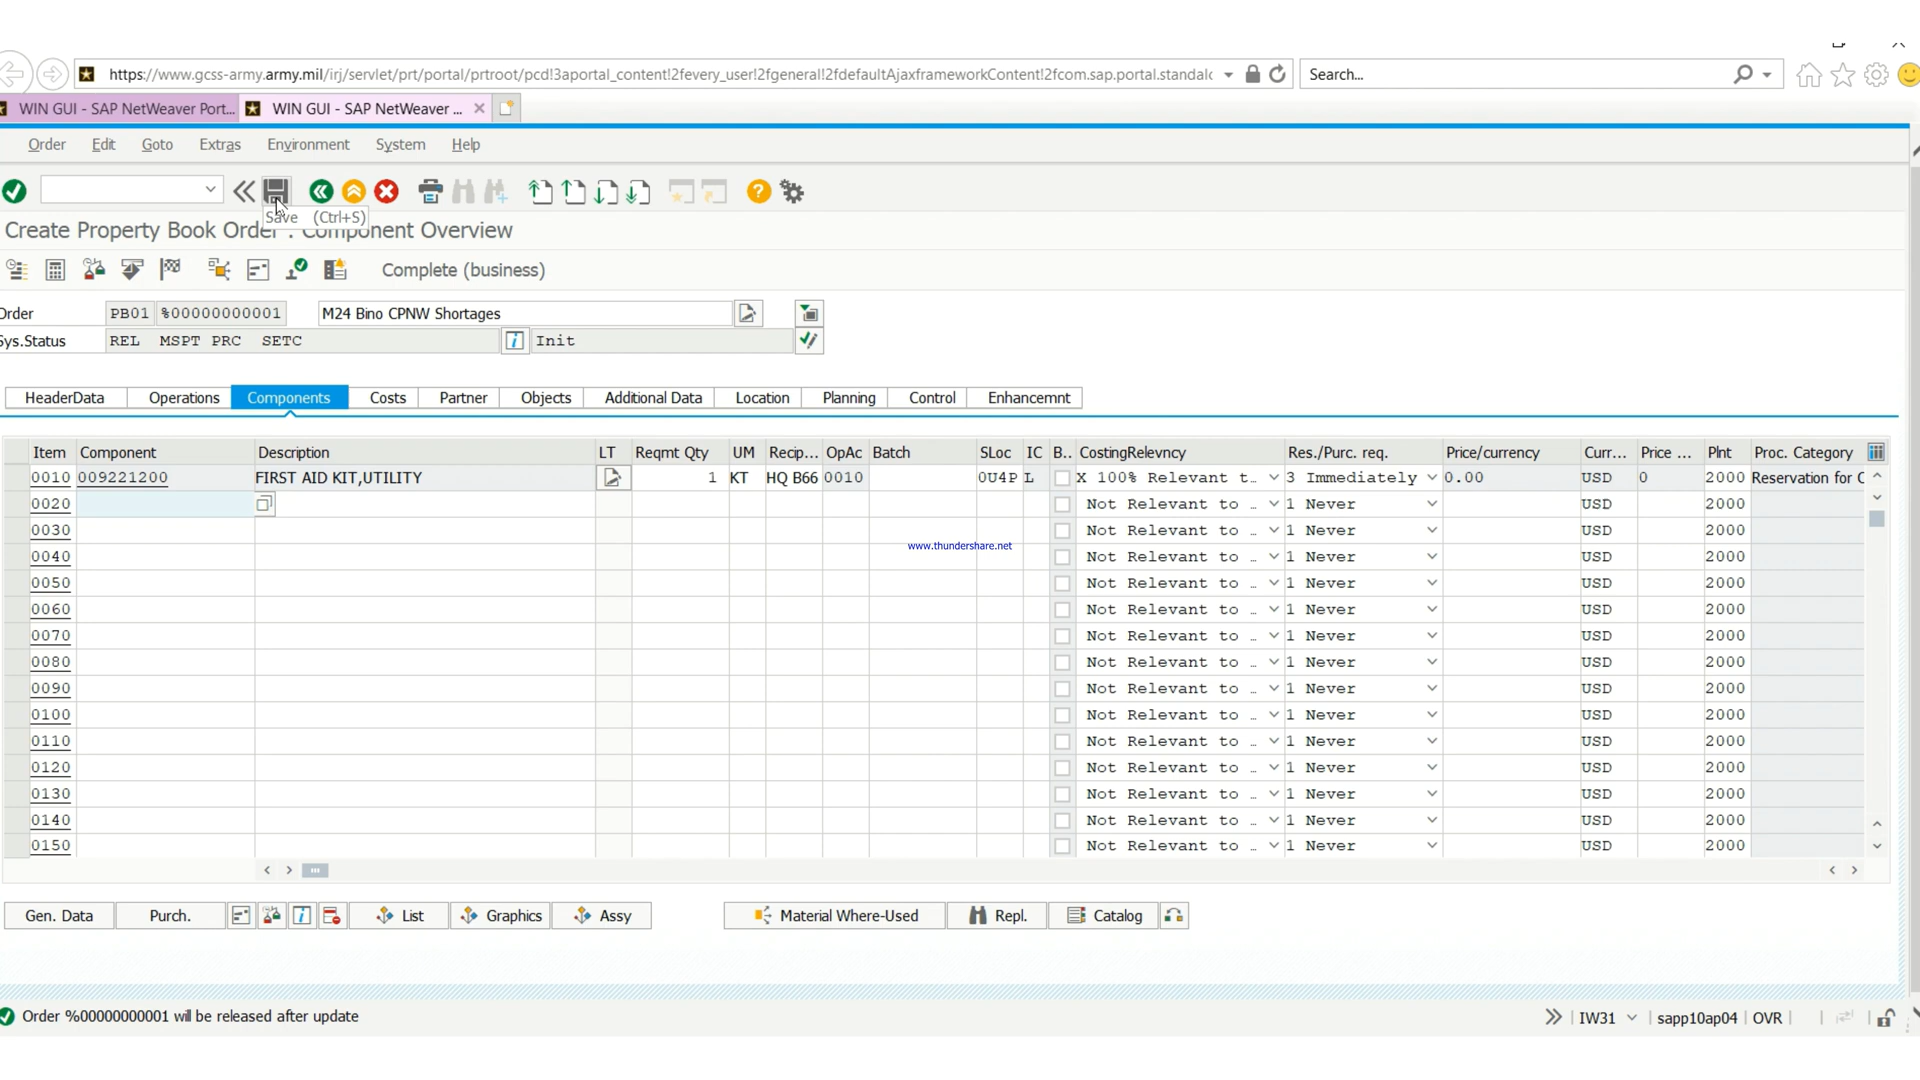 https://www.gcss-army.army.mil/irj/servlet/prt/portal/prtroot/pcd!3aportal_content!2fevery_user!2fgeneral!2fdefaultAjaxframeworkContent!2fcom.sap.portal.standalc Search...
WIN GUI - SAP NetWeaver Port... WIN GUI - SAP NetWeaver ...
Order Edit Goto Extras Environment System Help
Save (Ctrl+S)
Create Property Book Order : Component Overview
Complete (business)
Order PB01 %00000000001 M24 Bino CPNW Shortages
Sys.Status REL MSPT PRC SETC Init
HeaderData Operations Components Costs Partner Objects Additional Data Location Planning Control Enhancemnt
Item Component Description LT Reqmt Qty UM Recip... OpAc Batch SLoc IC B.. CostingRelevncy Res./Purc. req. Price/currency Curr... Price ... Plnt Proc. Category
0010 009221200 FIRST AID KIT,UTILITY 1 KT HQ B66 0010 0U4P L X 100% Relevant t… 3 Immediately 0.00 USD 0 2000 Reservation for C
0020 Not Relevant to … 1 Never USD 2000
0030 Not Relevant to … 1 Never USD 2000
www.thundershare.net
0040 Not Relevant to … 1 Never USD 2000
0050 Not Relevant to … 1 Never USD 2000
0060 Not Relevant to … 1 Never USD 2000
0070 Not Relevant to … 1 Never USD 2000
0080 Not Relevant to … 1 Never USD 2000
0090 Not Relevant to … 1 Never USD 2000
0100 Not Relevant to … 1 Never USD 2000
0110 Not Relevant to … 1 Never USD 2000
0120 Not Relevant to … 1 Never USD 2000
0130 Not Relevant to … 1 Never USD 2000
0140 Not Relevant to … 1 Never USD 2000
0150 Not Relevant to … 1 Never USD 2000
Gen. Data Purch. List Graphics Assy Material Where-Used Repl. Catalog
Order %00000000001 will be released after update IW31 sapp10ap04 OVR